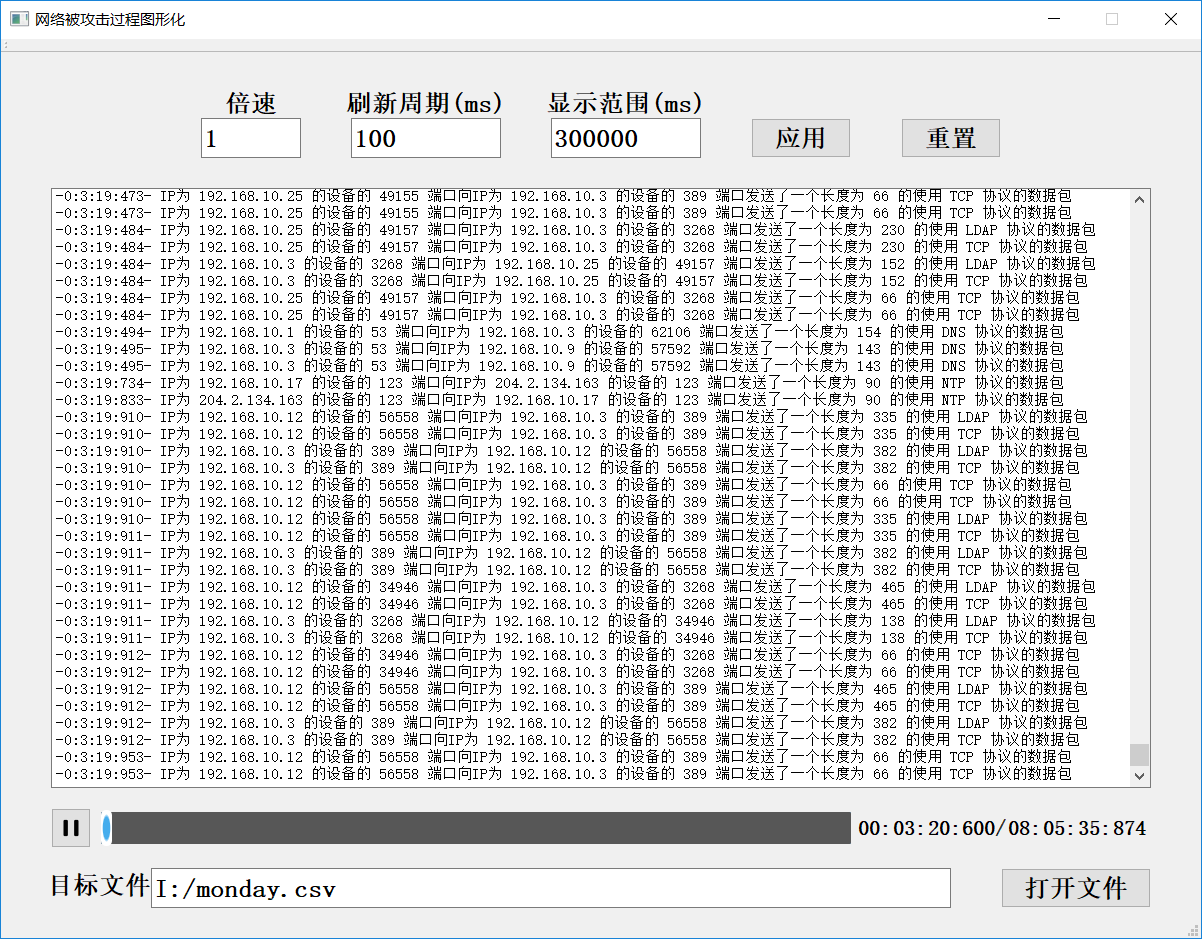 网络被攻击过程图形化
倍速 刷新周期(ms) 显示范围(ms)
1 100 300000 应用 重置
-0:3:19:473- IP为 192.168.10.25 的设备的 49155 端口向IP为 192.168.10.3 的设备的 389 端口发送了一个长度为 66 的使用 TCP 协议的数据包
-0:3:19:473- IP为 192.168.10.25 的设备的 49155 端口向IP为 192.168.10.3 的设备的 389 端口发送了一个长度为 66 的使用 TCP 协议的数据包
-0:3:19:484- IP为 192.168.10.25 的设备的 49157 端口向IP为 192.168.10.3 的设备的 3268 端口发送了一个长度为 230 的使用 LDAP 协议的数据包
-0:3:19:484- IP为 192.168.10.25 的设备的 49157 端口向IP为 192.168.10.3 的设备的 3268 端口发送了一个长度为 230 的使用 TCP 协议的数据包
-0:3:19:484- IP为 192.168.10.3 的设备的 3268 端口向IP为 192.168.10.25 的设备的 49157 端口发送了一个长度为 152 的使用 LDAP 协议的数据包
-0:3:19:484- IP为 192.168.10.3 的设备的 3268 端口向IP为 192.168.10.25 的设备的 49157 端口发送了一个长度为 152 的使用 TCP 协议的数据包
-0:3:19:484- IP为 192.168.10.25 的设备的 49157 端口向IP为 192.168.10.3 的设备的 3268 端口发送了一个长度为 66 的使用 TCP 协议的数据包
-0:3:19:484- IP为 192.168.10.25 的设备的 49157 端口向IP为 192.168.10.3 的设备的 3268 端口发送了一个长度为 66 的使用 TCP 协议的数据包
-0:3:19:494- IP为 192.168.10.1 的设备的 53 端口向IP为 192.168.10.3 的设备的 62106 端口发送了一个长度为 154 的使用 DNS 协议的数据包
-0:3:19:495- IP为 192.168.10.3 的设备的 53 端口向IP为 192.168.10.9 的设备的 57592 端口发送了一个长度为 143 的使用 DNS 协议的数据包
-0:3:19:495- IP为 192.168.10.3 的设备的 53 端口向IP为 192.168.10.9 的设备的 57592 端口发送了一个长度为 143 的使用 DNS 协议的数据包
-0:3:19:734- IP为 192.168.10.17 的设备的 123 端口向IP为 204.2.134.163 的设备的 123 端口发送了一个长度为 90 的使用 NTP 协议的数据包
-0:3:19:833- IP为 204.2.134.163 的设备的 123 端口向IP为 192.168.10.17 的设备的 123 端口发送了一个长度为 90 的使用 NTP 协议的数据包
-0:3:19:910- IP为 192.168.10.12 的设备的 56558 端口向IP为 192.168.10.3 的设备的 389 端口发送了一个长度为 335 的使用 LDAP 协议的数据包
-0:3:19:910- IP为 192.168.10.12 的设备的 56558 端口向IP为 192.168.10.3 的设备的 389 端口发送了一个长度为 335 的使用 TCP 协议的数据包
-0:3:19:910- IP为 192.168.10.3 的设备的 389 端口向IP为 192.168.10.12 的设备的 56558 端口发送了一个长度为 382 的使用 LDAP 协议的数据包
-0:3:19:910- IP为 192.168.10.3 的设备的 389 端口向IP为 192.168.10.12 的设备的 56558 端口发送了一个长度为 382 的使用 TCP 协议的数据包
-0:3:19:910- IP为 192.168.10.12 的设备的 56558 端口向IP为 192.168.10.3 的设备的 389 端口发送了一个长度为 66 的使用 TCP 协议的数据包
-0:3:19:910- IP为 192.168.10.12 的设备的 56558 端口向IP为 192.168.10.3 的设备的 389 端口发送了一个长度为 66 的使用 TCP 协议的数据包
-0:3:19:910- IP为 192.168.10.12 的设备的 56558 端口向IP为 192.168.10.3 的设备的 389 端口发送了一个长度为 335 的使用 LDAP 协议的数据包
-0:3:19:911- IP为 192.168.10.12 的设备的 56558 端口向IP为 192.168.10.3 的设备的 389 端口发送了一个长度为 335 的使用 TCP 协议的数据包
-0:3:19:911- IP为 192.168.10.3 的设备的 389 端口向IP为 192.168.10.12 的设备的 56558 端口发送了一个长度为 382 的使用 LDAP 协议的数据包
-0:3:19:911- IP为 192.168.10.3 的设备的 389 端口向IP为 192.168.10.12 的设备的 56558 端口发送了一个长度为 382 的使用 TCP 协议的数据包
-0:3:19:911- IP为 192.168.10.12 的设备的 34946 端口向IP为 192.168.10.3 的设备的 3268 端口发送了一个长度为 465 的使用 LDAP 协议的数据包
-0:3:19:911- IP为 192.168.10.12 的设备的 34946 端口向IP为 192.168.10.3 的设备的 3268 端口发送了一个长度为 465 的使用 TCP 协议的数据包
-0:3:19:911- IP为 192.168.10.3 的设备的 3268 端口向IP为 192.168.10.12 的设备的 34946 端口发送了一个长度为 138 的使用 LDAP 协议的数据包
-0:3:19:911- IP为 192.168.10.3 的设备的 3268 端口向IP为 192.168.10.12 的设备的 34946 端口发送了一个长度为 138 的使用 TCP 协议的数据包
-0:3:19:912- IP为 192.168.10.12 的设备的 34946 端口向IP为 192.168.10.3 的设备的 3268 端口发送了一个长度为 66 的使用 TCP 协议的数据包
-0:3:19:912- IP为 192.168.10.12 的设备的 34946 端口向IP为 192.168.10.3 的设备的 3268 端口发送了一个长度为 66 的使用 TCP 协议的数据包
-0:3:19:912- IP为 192.168.10.12 的设备的 56558 端口向IP为 192.168.10.3 的设备的 389 端口发送了一个长度为 465 的使用 LDAP 协议的数据包
-0:3:19:912- IP为 192.168.10.12 的设备的 56558 端口向IP为 192.168.10.3 的设备的 389 端口发送了一个长度为 465 的使用 TCP 协议的数据包
-0:3:19:912- IP为 192.168.10.3 的设备的 389 端口向IP为 192.168.10.12 的设备的 56558 端口发送了一个长度为 382 的使用 LDAP 协议的数据包
-0:3:19:912- IP为 192.168.10.3 的设备的 389 端口向IP为 192.168.10.12 的设备的 56558 端口发送了一个长度为 382 的使用 TCP 协议的数据包
-0:3:19:953- IP为 192.168.10.12 的设备的 56558 端口向IP为 192.168.10.3 的设备的 389 端口发送了一个长度为 66 的使用 TCP 协议的数据包
-0:3:19:953- IP为 192.168.10.12 的设备的 56558 端口向IP为 192.168.10.3 的设备的 389 端口发送了一个长度为 66 的使用 TCP 协议的数据包
00:03:20:600/08:05:35:874
目标文件 I:/monday.csv 打开文件